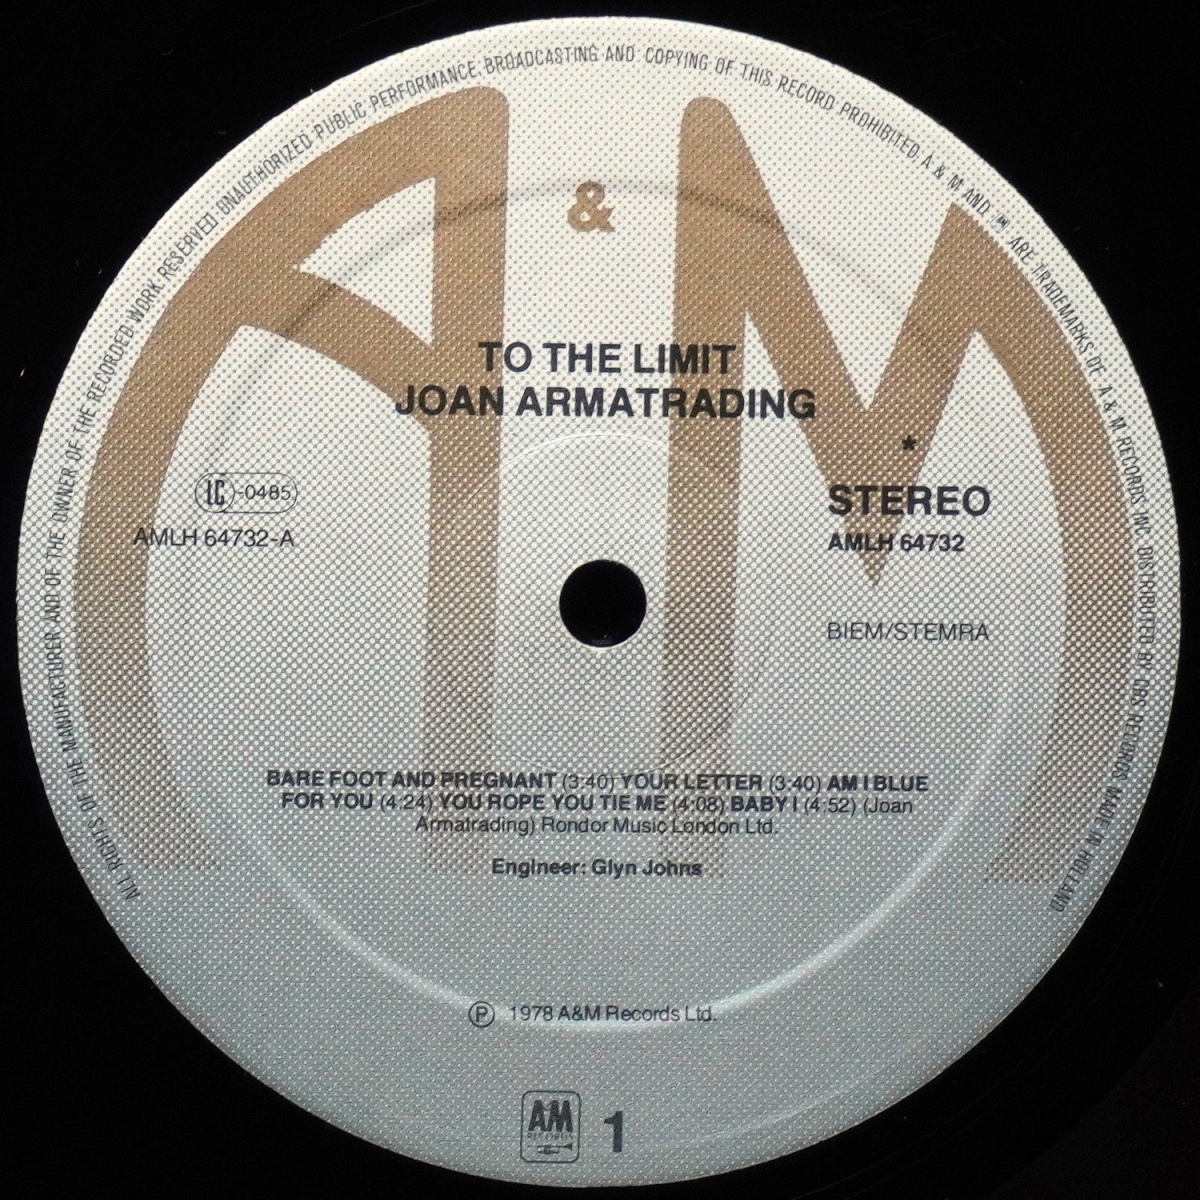 ALL RIGHTS OF THE MANUFACTURER AND OF THE OWNER OF THE RECORDED WORK RESERVED UNAUTHORIZED PUBLIC PERFORMANCE, BROADCASTING AND COPYING OF THIS RECORD PROHIBITED A & M AND ™ ARE TRADEMARKS OF A & M RECORDS INC. DISTRIBUTED BY CBS RECORDS MADE IN HOLLAND
A & M
TO THE LIMIT
JOAN ARMATRADING
*
LC-0485
STEREO
AMLH 64732-A
AMLH 64732
BIEM/STEMRA
BARE FOOT AND PREGNANT (3:40) YOUR LETTER (3:40) AM I BLUE
FOR YOU (4:24) YOU ROPE YOU TIE ME (4:08) BABY I (4:52) (Joan
Armatrading) Rondor Music London Ltd.
Engineer: Glyn Johns
Ⓟ 1978 A&M Records Ltd.
AM
RECORDS
1